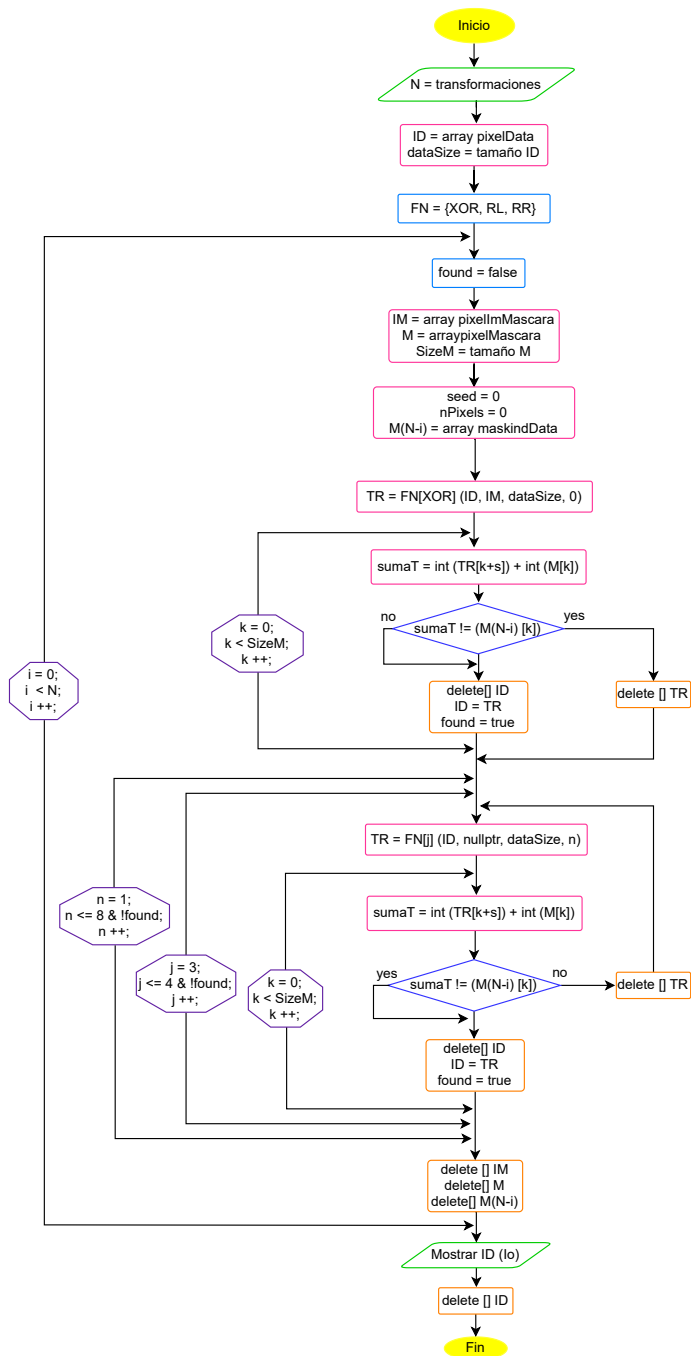 Inicio
N = transformaciones
ID = array pixelData
dataSize = tamaño ID
FN = {XOR, RL, RR}
found = false
IM = array pixelImMascara
M = arraypixelMascara
SizeM = tamaño M
seed = 0
nPixels = 0
M(N-i) = array maskindData
TR = FN[XOR] (ID, IM, dataSize, 0)
sumaT = int (TR[k+s]) + int (M[k])
k = 0;
k < SizeM;
k ++;
no
sumaT != (M(N-i) [k])
yes
i = 0;
i < N;
i ++;
delete[] ID
ID = TR
found = true
delete [] TR
TR = FN[j] (ID, nullptr, dataSize, n)
n = 1;
n <= 8 & !found;
n ++;
sumaT = int (TR[k+s]) + int (M[k])
j = 3;
j <= 4 & !found;
j ++;
k = 0;
k < SizeM;
k ++;
yes
sumaT != (M(N-i) [k])
no
delete [] TR
delete[] ID
ID = TR
found = true
delete [] IM
delete[] M
delete[] M(N-i)
Mostrar ID (Io)
delete [] ID
Fin